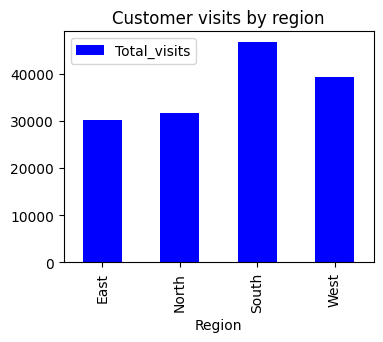 Customer visits by region
Total_visits
40000
30000
20000
10000
0
East
North
South
West
Region